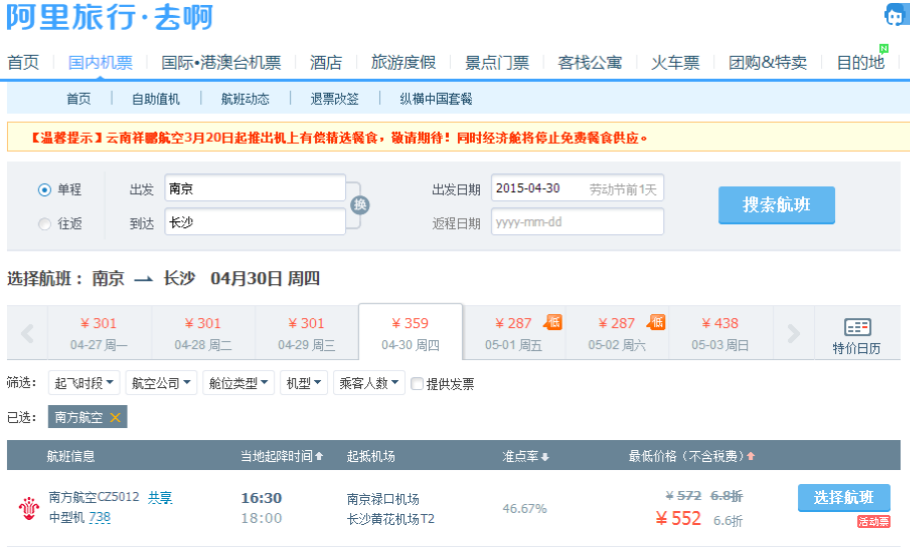 阿里旅行·去啊
首页 国内机票 国际·港澳台机票 酒店 旅游度假 景点门票 客栈公寓 火车票 团购&特卖 目的地
N
首页 自助值机 航班动态 退票改签 纵横中国套餐
【温馨提示】云南祥鹏航空3月20日起推出机上有偿精选餐食，敬请期待！同时经济舱将停止免费餐食供应。
单程 出发 南京 出发日期 2015-04-30 劳动节前1天
换 搜索航班
往返 到达 长沙 返程日期 yyyy-mm-dd
选择航班： 南京 → 长沙 04月30日 周四
¥301 ¥301 ¥301 ¥359 ¥287 低 ¥287 低 ¥438
04-27 周一 04-28 周二 04-29 周三 04-30 周四 05-01 周五 05-02 周六 05-03 周日 特价日历
筛选： 起飞时段 航空公司 舱位类型 机型 乘客人数 提供发票
已选： 南方航空 ×
航班信息 当地起降时间 起抵机场 准点率 最低价格（不含税费）
南方航空CZ5012 共享 16:30 南京禄口机场 46.67% ¥572 6.8折 选择航班
中型机 738 18:00 长沙黄花机场T2 ¥552 6.6折 活动票